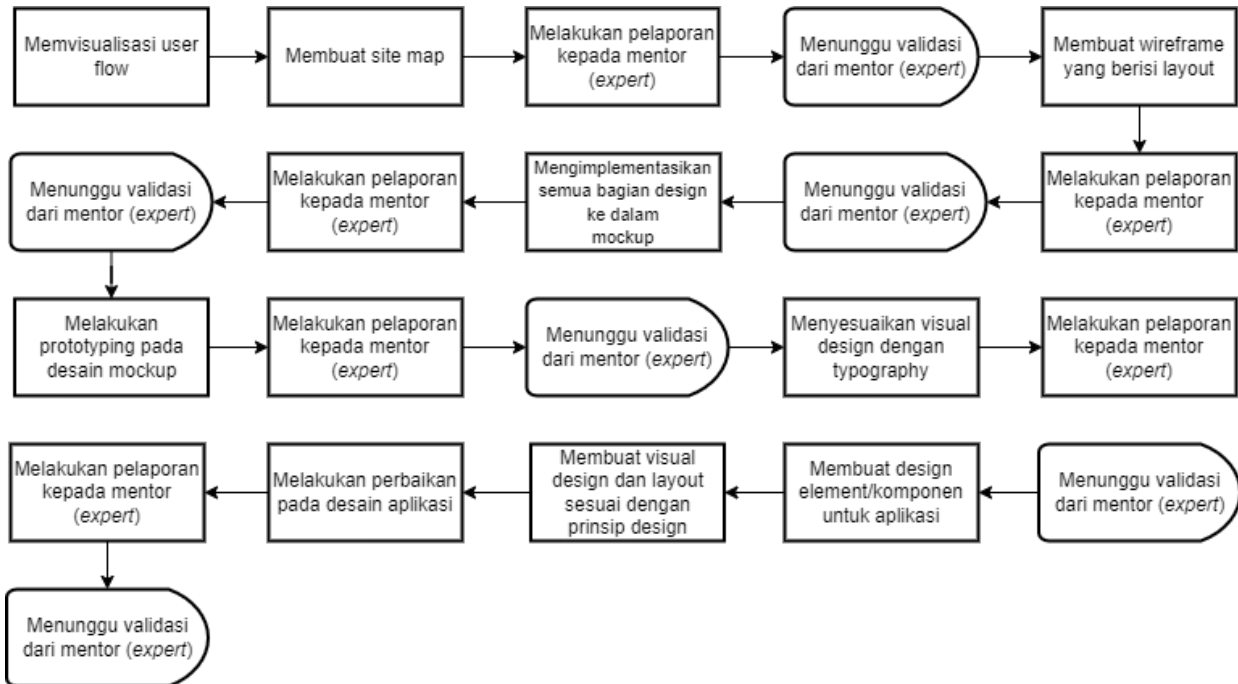 Memvisualisasi user
flow
Membuat site map
Melakukan pelaporan
kepada mentor
(expert)
Menunggu validasi
dari mentor (expert)
Membuat wireframe
yang berisi layout
Melakukan pelaporan
kepada mentor
(expert)
Menunggu validasi
dari mentor (expert)
Mengimplementasikan
semua bagian design
ke dalam
mockup
Melakukan pelaporan
kepada mentor
(expert)
Menunggu validasi
dari mentor (expert)
Melakukan
prototyping pada
desain mockup
Melakukan pelaporan
kepada mentor
(expert)
Menunggu validasi
dari mentor (expert)
Menyesuaikan visual
design dengan
typography
Melakukan pelaporan
kepada mentor
(expert)
Menunggu validasi
dari mentor (expert)
Membuat design
element/komponen
untuk aplikasi
Membuat visual
design dan layout
sesuai dengan
prinsip design
Melakukan perbaikan
pada desain aplikasi
Melakukan pelaporan
kepada mentor
(expert)
Menunggu validasi
dari mentor (expert)